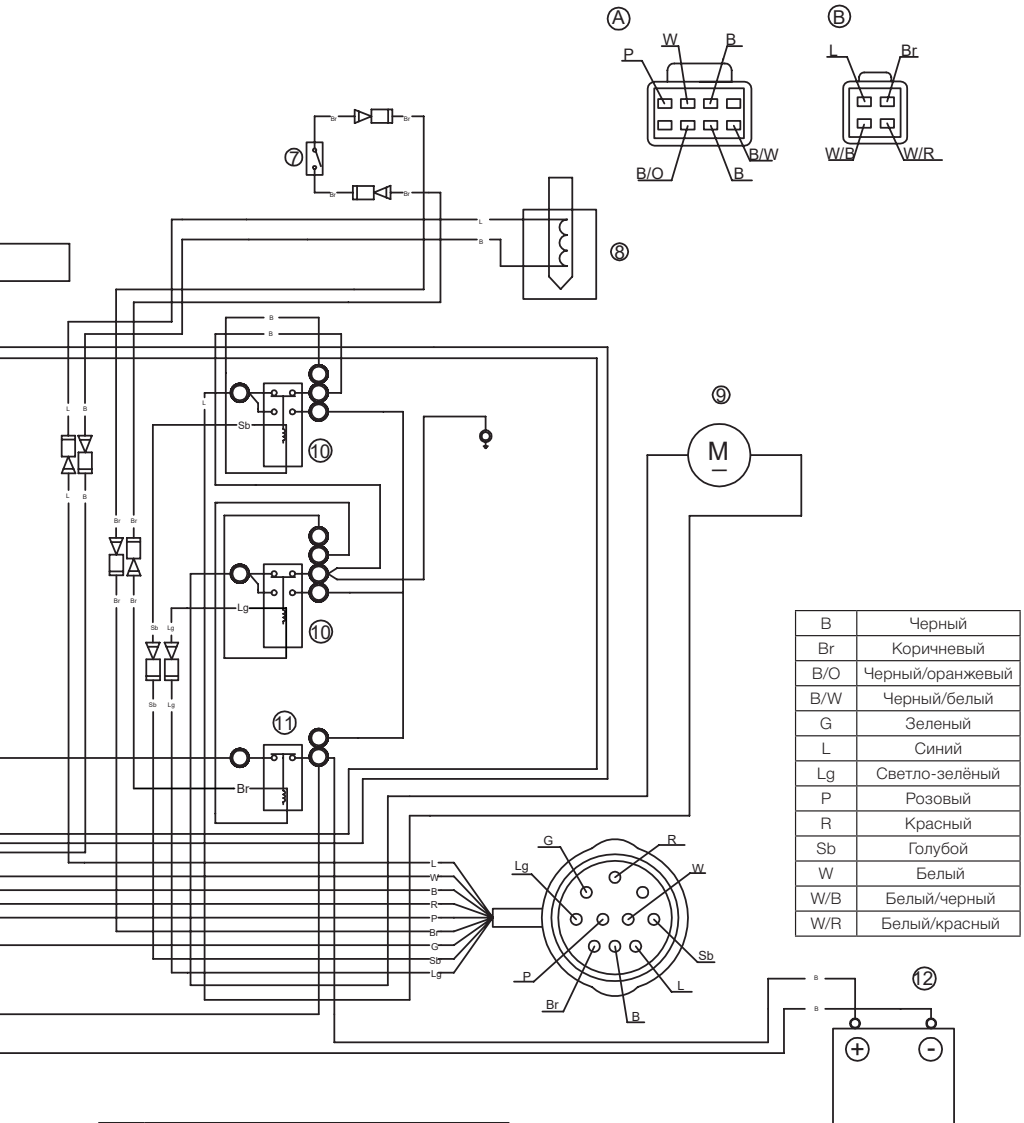 A
B
P
W
B
B/O
B
B/W
L
Br
W/B
W/R
Br
Br
7
Br
Br
L
B
8
B
B
L
Sb
10
9
M
L
B
L
B
Br
Br
Br
Br
Lg
10
Sb
Lg
Sb
Lg
11
Br
B Черный
Br Коричневый
B/O Черный/оранжевый
B/W Черный/белый
G Зеленый
L Синий
Lg Светло-зелёный
P Розовый
R Красный
Sb Голубой
W Белый
W/B Белый/черный
W/R Белый/красный
L
W
B
R
P
Br
G
Sb
Lg
G
R
Lg
W
P
Sb
Br
B
L
B
B
12
+
-